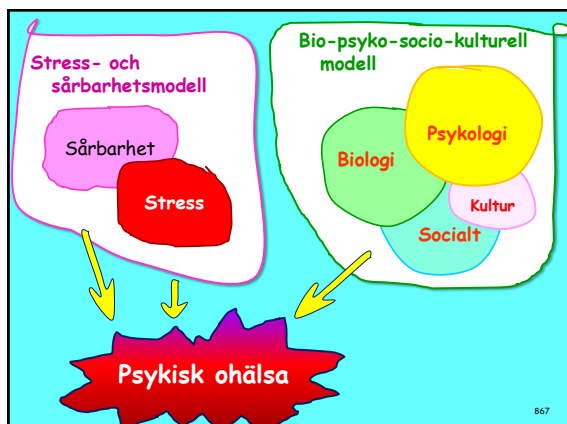 Stress- och
sårbarhetsmodell
Sårbarhet
Stress
Bio-psyko-socio-kulturell
modell
Psykologi
Biologi
Kultur
Socialt
Psykisk ohälsa
867